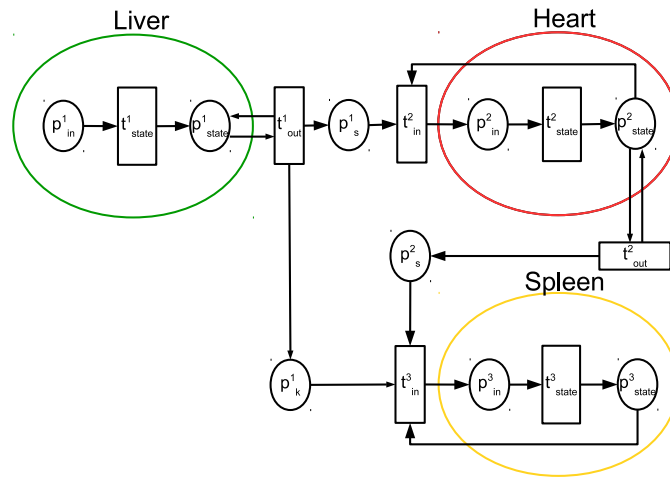 Liver
Heart
p¹in
t¹state
p¹state
t¹out
p¹s
t²in
p²in
t²state
p²state
p²s
t²out
Spleen
p¹k
t³in
p³in
t³state
p³state